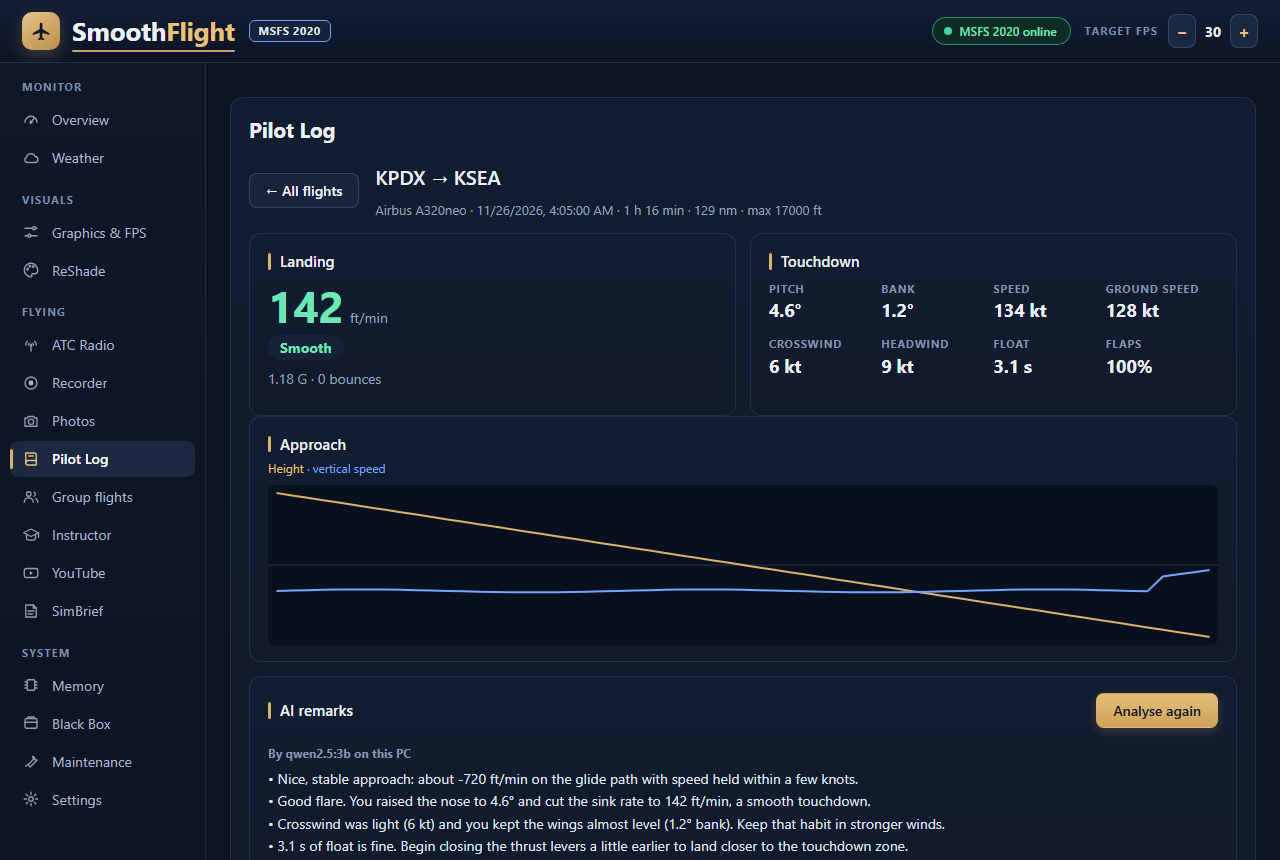 SmoothFlight
MSFS 2020
MSFS 2020 online
TARGET FPS
− 30 +
MONITOR
Overview
Weather
VISUALS
Graphics & FPS
ReShade
FLYING
ATC Radio
Recorder
Photos
Pilot Log
Group flights
Instructor
YouTube
SimBrief
SYSTEM
Memory
Black Box
Maintenance
Settings
Pilot Log
← All flights
KPDX → KSEA
Airbus A320neo · 11/26/2026, 4:05:00 AM · 1 h 16 min · 129 nm · max 17000 ft
Landing
142 ft/min
Smooth
1.18 G · 0 bounces
Touchdown
PITCH BANK SPEED GROUND SPEED
4.6° 1.2° 134 kt 128 kt
CROSSWIND HEADWIND FLOAT FLAPS
6 kt 9 kt 3.1 s 100%
Approach
Height · vertical speed
AI remarks
Analyse again
By qwen2.5:3b on this PC
• Nice, stable approach: about -720 ft/min on the glide path with speed held within a few knots.
• Good flare. You raised the nose to 4.6° and cut the sink rate to 142 ft/min, a smooth touchdown.
• Crosswind was light (6 kt) and you kept the wings almost level (1.2° bank). Keep that habit in stronger winds.
• 3.1 s of float is fine. Begin closing the thrust levers a little earlier to land closer to the touchdown zone.